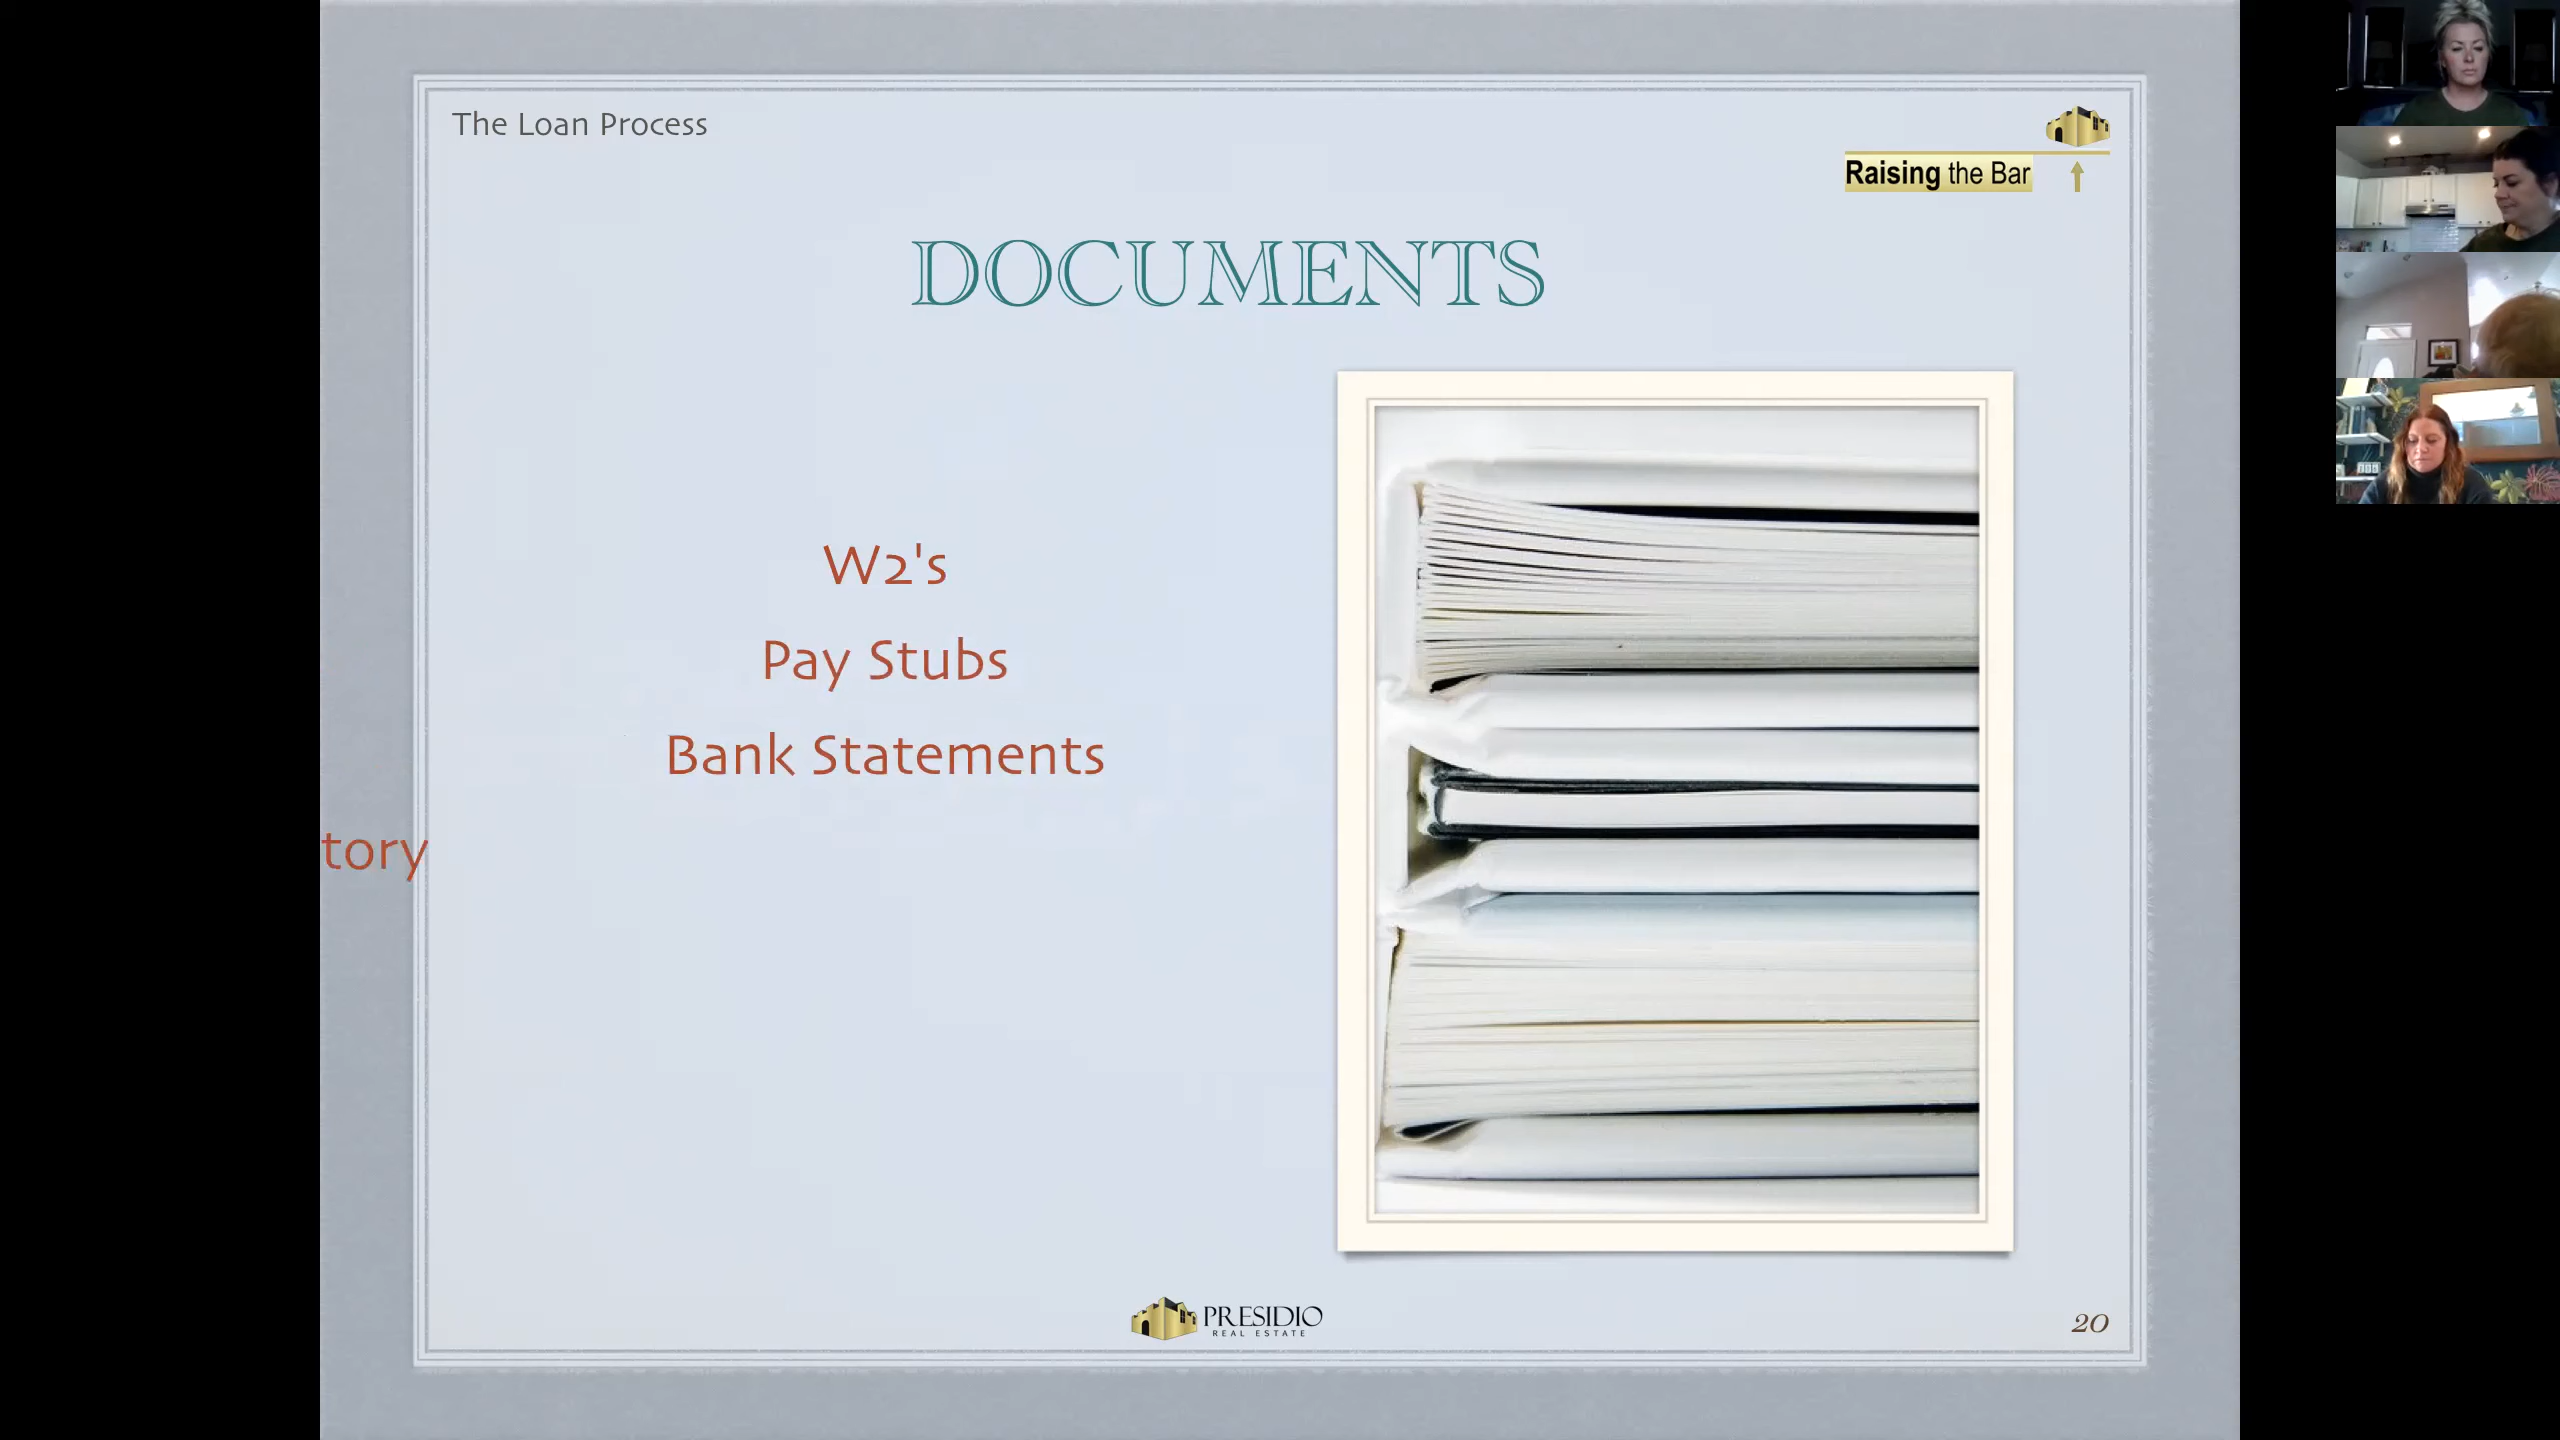 The Loan Process
Raising the Bar
DOCUMENTS
W2's
Pay Stubs
Bank Statements
tory
PRESIDIO
REAL ESTATE
20